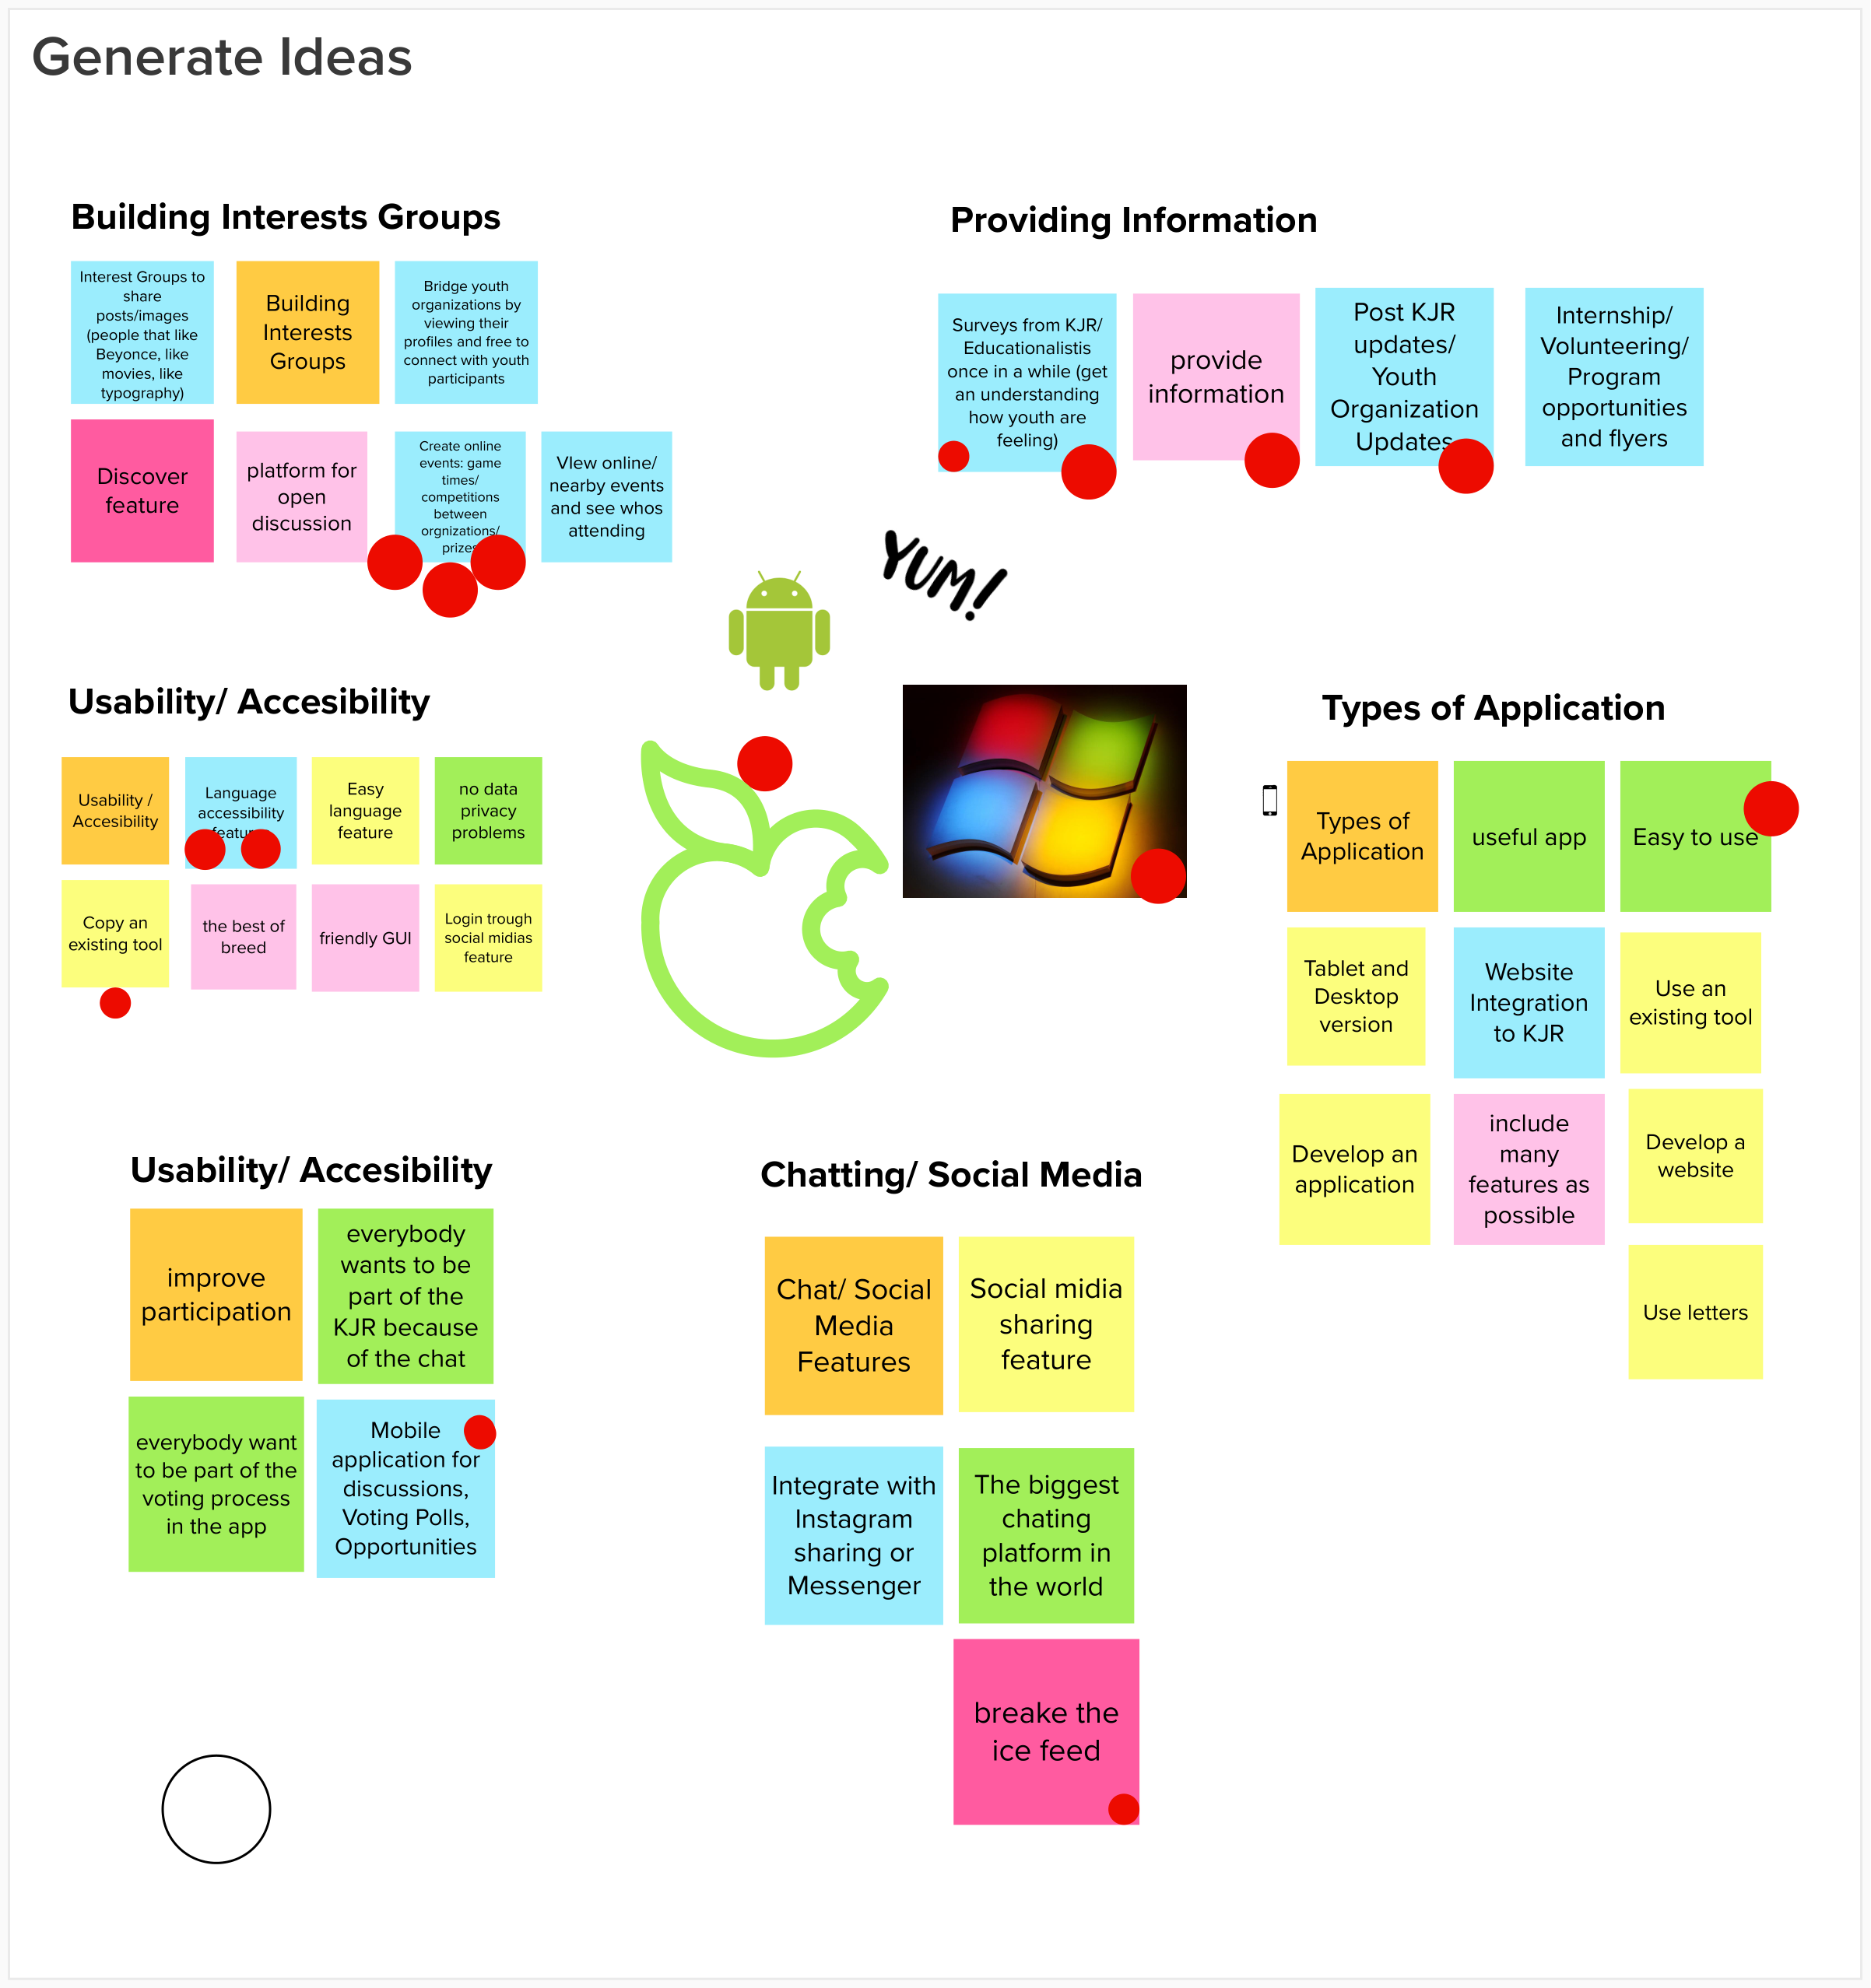 Generate Ideas
Building Interests Groups
Interest Groups to
share
posts/images
(people that like
Beyonce, like
movies, like
typography)
Building
Interests
Groups
Bridge youth
organizations by
viewing their
profiles and free to
connect with youth
participants
Discover
feature
platform for
open
discussion
Create online
events: game
times/
competitions
between
orgnizations/
prizes
VIew online/
nearby events
and see whos
attending
Providing Information
Surveys from KJR/
Educationalistis
once in a while (get
an understanding
how youth are
feeling)
provide
information
Post KJR
updates/
Youth
Organization
Updates
Internship/
Volunteering/
Program
opportunities
and flyers
YUM!
Usability/ Accesibility
Usability /
Accesibility
Language
accessibility
feature
Easy
language
feature
no data
privacy
problems
Copy an
existing tool
the best of
breed
friendly GUI
Login trough
social midias
feature
Types of Application
Types of
Application
useful app
Easy to use
Tablet and
Desktop
version
Website
Integration
to KJR
Use an
existing tool
Develop an
application
include
many
features as
possible
Develop a
website
Use letters
Usability/ Accesibility
improve
participation
everybody
wants to be
part of the
KJR because
of the chat
everybody want
to be part of the
voting process
in the app
Mobile
application for
discussions,
Voting Polls,
Opportunities
Chatting/ Social Media
Chat/ Social
Media
Features
Social midia
sharing
feature
Integrate with
Instagram
sharing or
Messenger
The biggest
chating
platform in
the world
breake the
ice feed